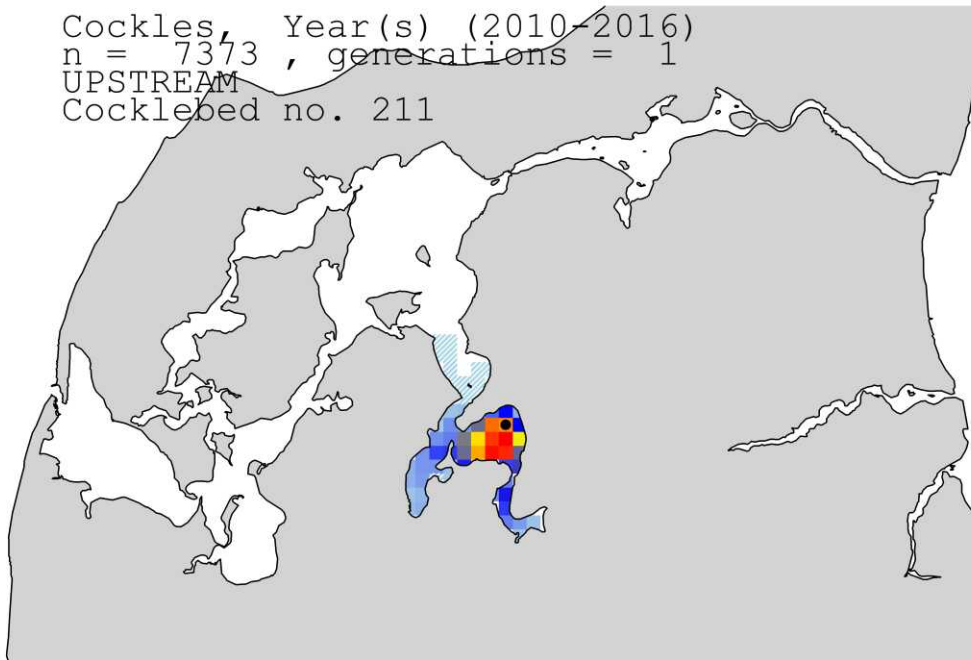 Cockles, Year(s) (2010-2016)
n = 7373 , generations = 1
UPSTREAM
Cocklebed no. 211